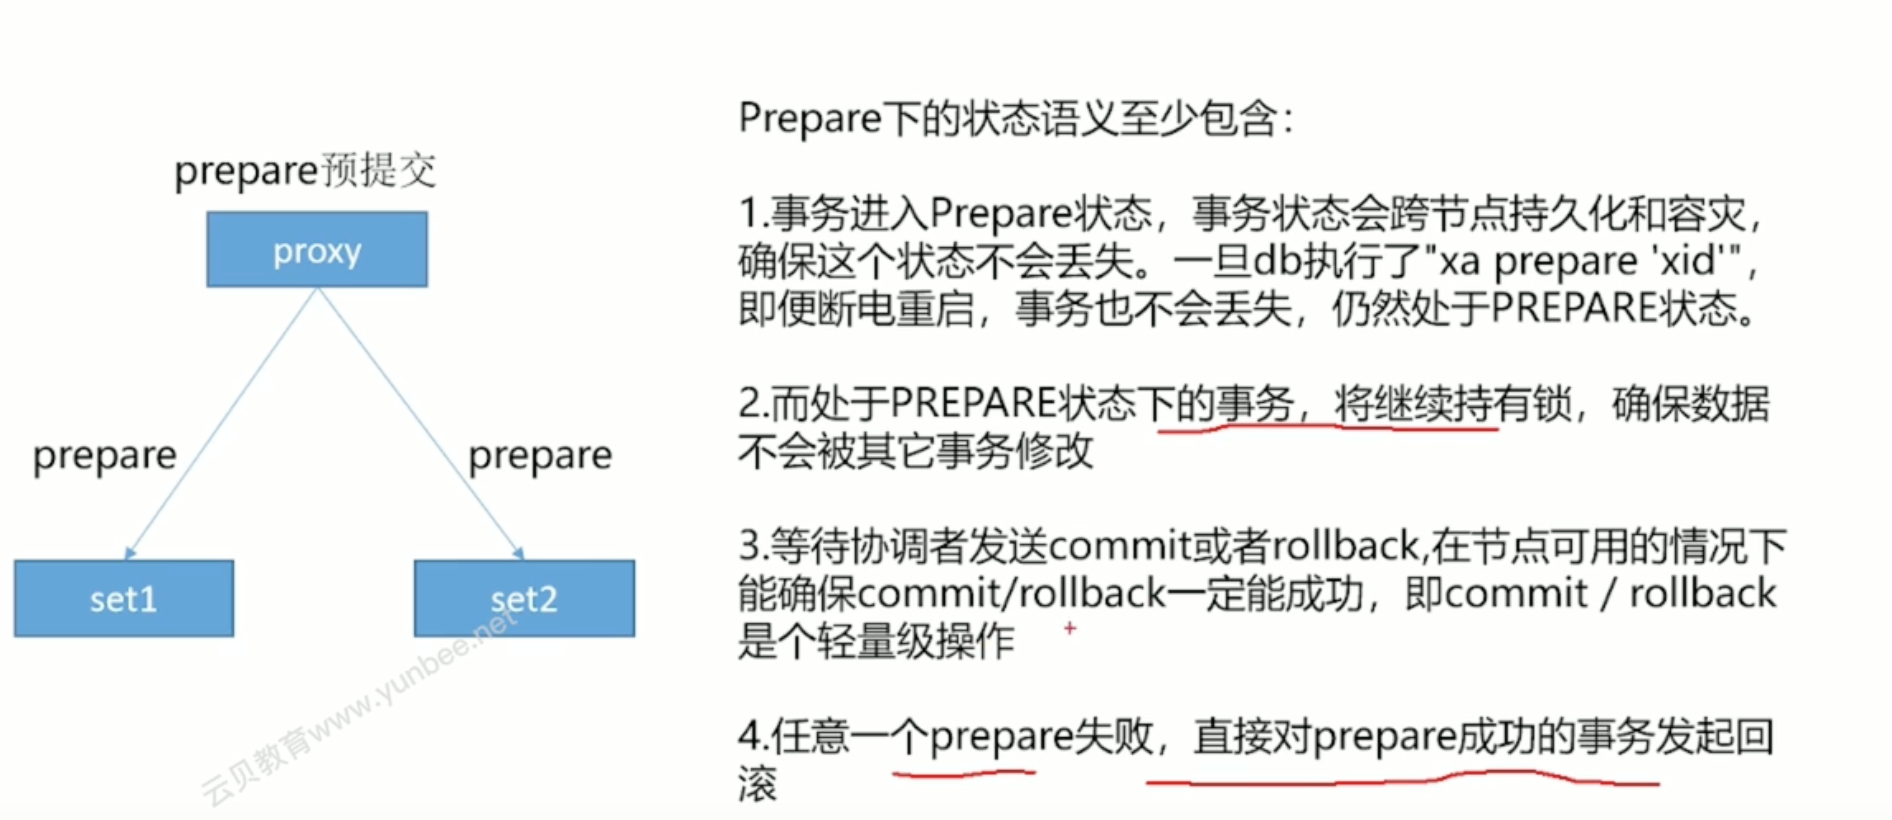 prepare预提交
proxy
prepare
prepare
set1
set2
云贝教育www.yunbee.net
Prepare下的状态语义至少包含：
1.事务进入Prepare状态，事务状态会跨节点持久化和容灾，
确保这个状态不会丢失。一旦db执行了"xa prepare 'xid'"，
即便断电重启，事务也不会丢失，仍然处于PREPARE状态。
2.而处于PREPARE状态下的事务，将继续持有锁，确保数据
不会被其它事务修改
3.等待协调者发送commit或者rollback,在节点可用的情况下
能确保commit/rollback一定能成功，即commit / rollback
是个轻量级操作
4.任意一个prepare失败，直接对prepare成功的事务发起回
滚